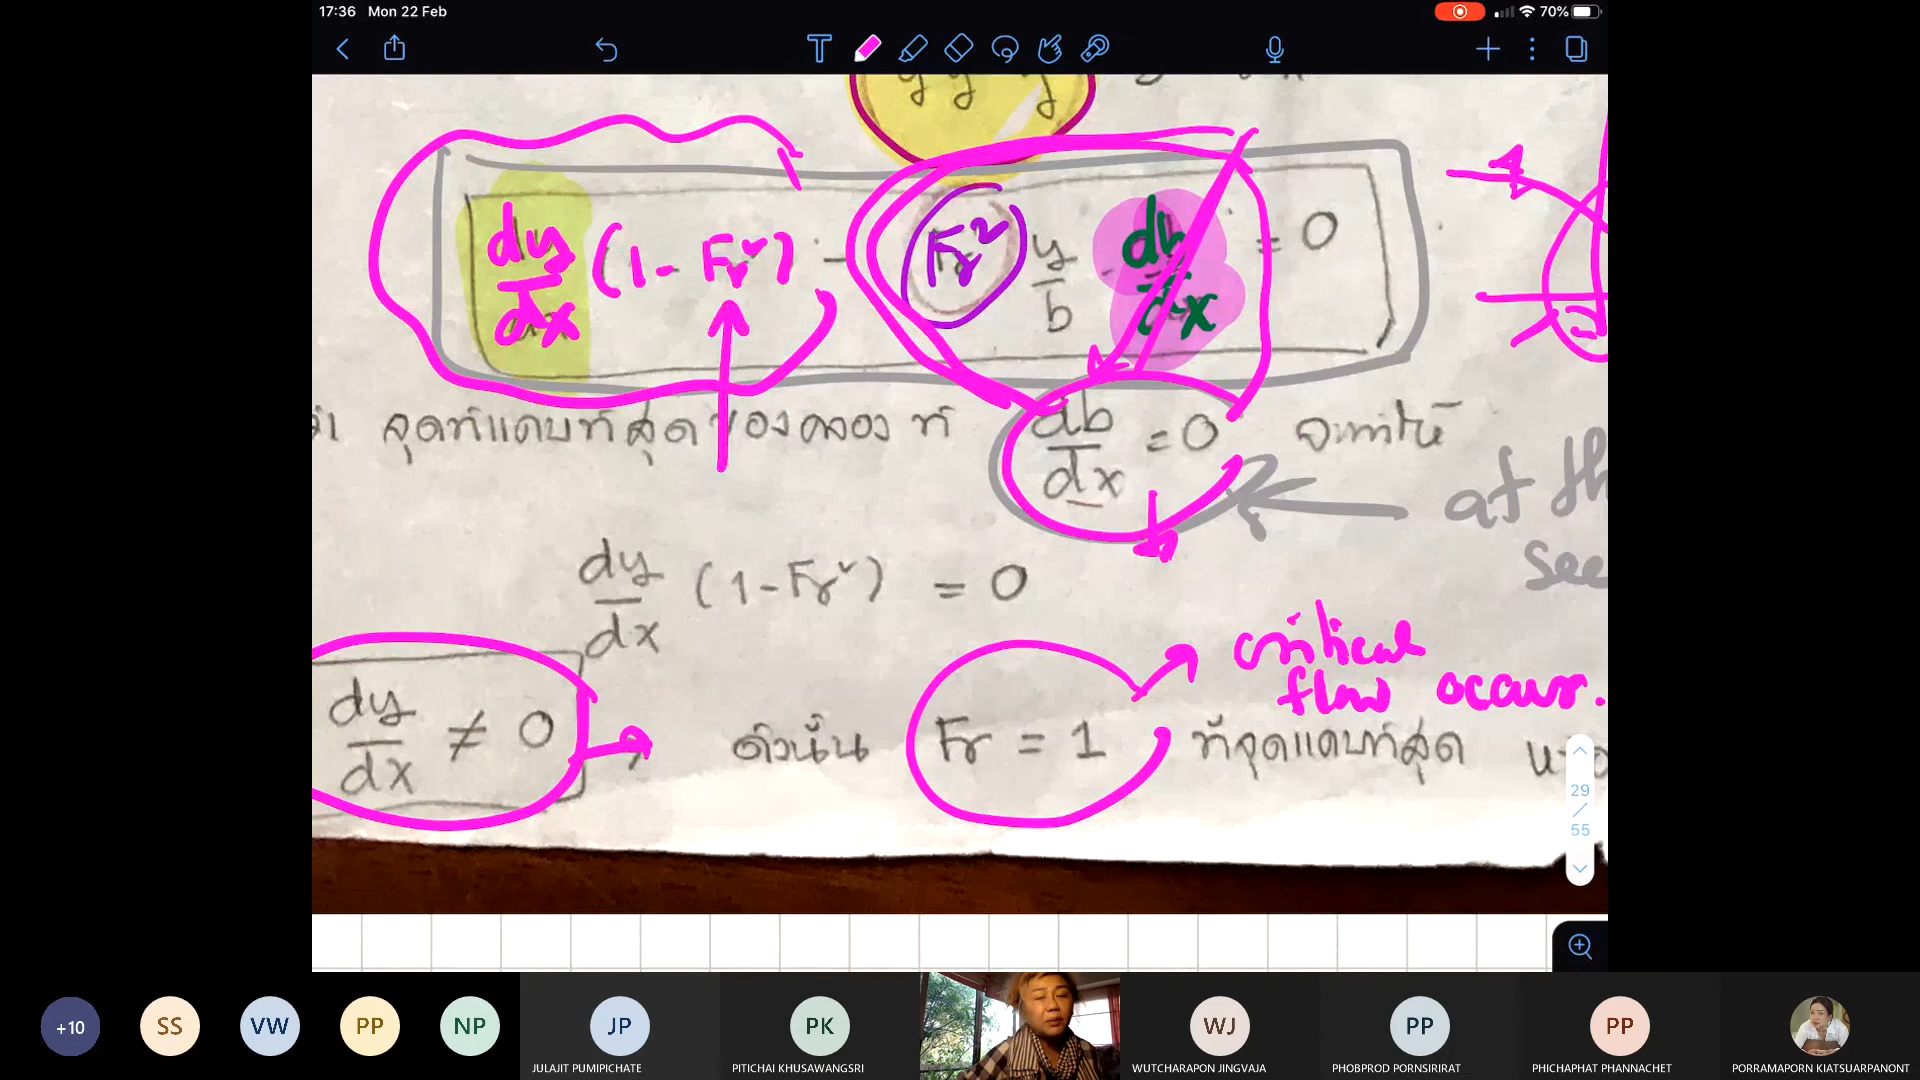 17:36 Mon 22 Feb
70%
dy/dx (1 - Fr²) - Fr² y/b db/dx = 0
จุดที่แคบที่สุดของคลอง ที่ db/dx = 0 จะทำให้
at th
see
dy/dx (1 - Fr²) = 0
critical
flow occurs.
dy/dx ≠ 0 ดังนั้น Fr = 1 ที่จุดแคบที่สุด
29
/
55
+10
SS
VW
PP
NP
JP
PK
WJ
PP
PP
JULAJIT PUMIPICHATE
PITICHAI KHUSAWANGSRI
WUTCHARAPON JINGVAJA
PHOBPROD PORNSIRIRAT
PHICHAPHAT PHANNACHET
PORRAMAPORN KIATSUARPANONT